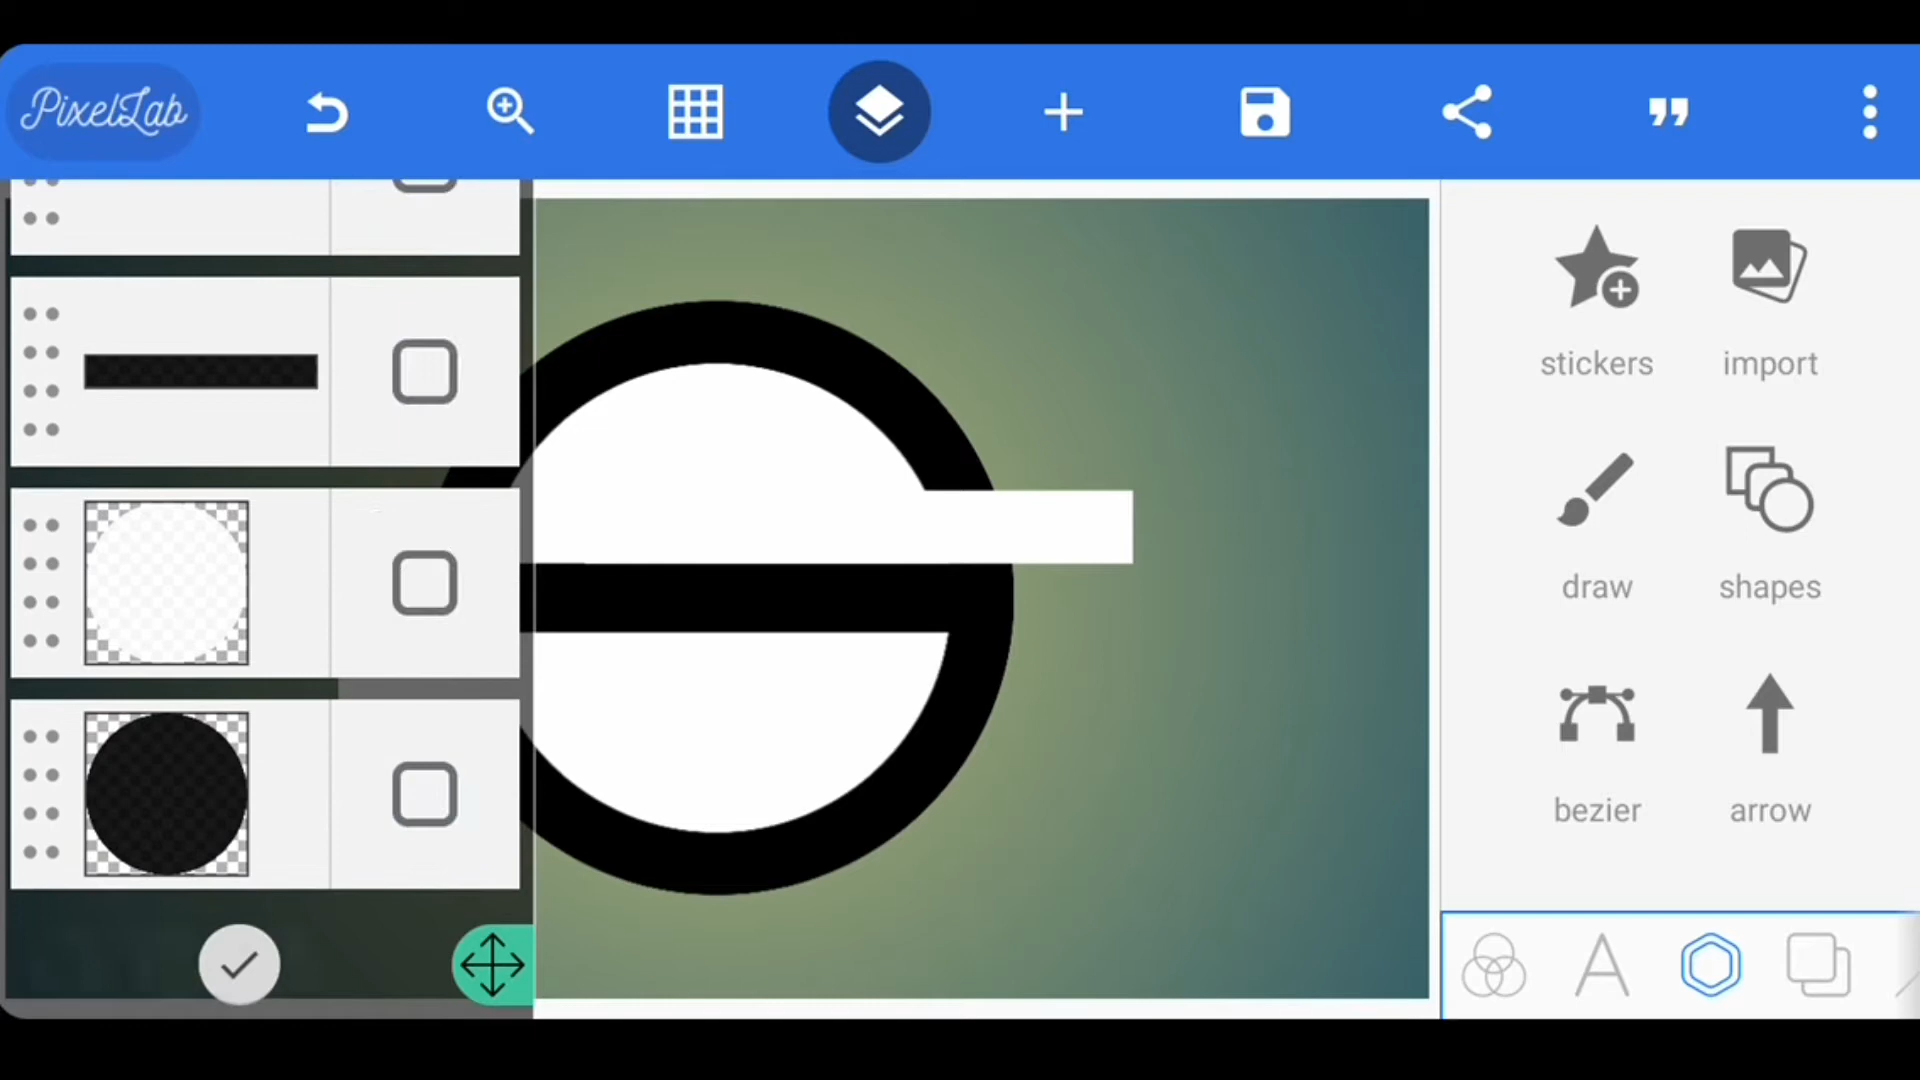 PixelLab
stickers
import
draw
shapes
bezier
arrow